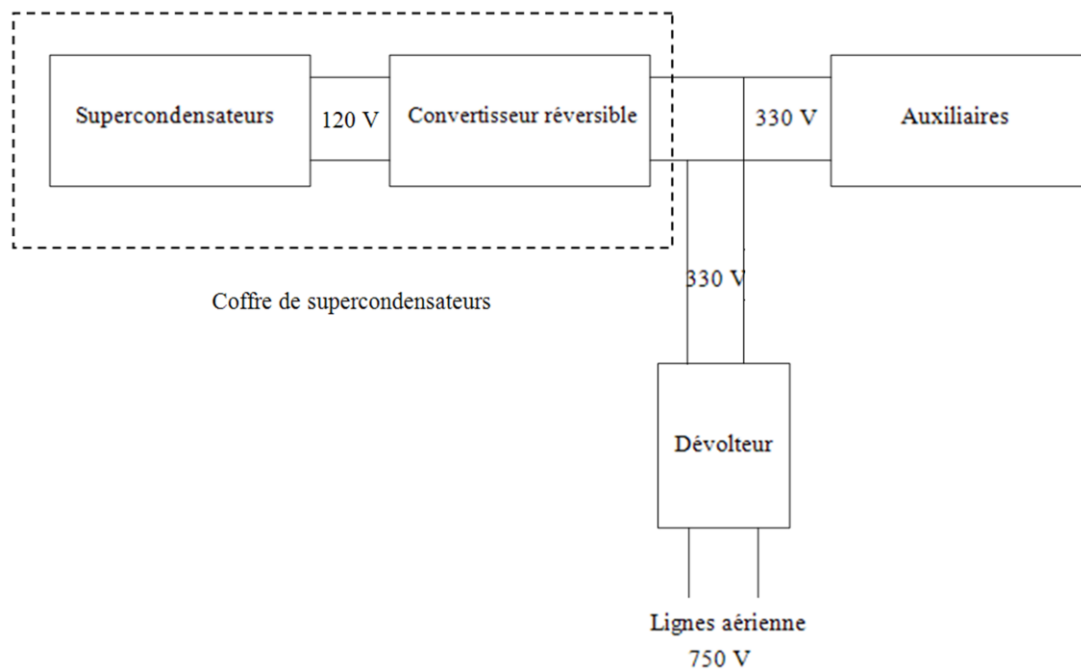 Supercondensateurs
120 V
Convertisseur réversible
330 V
Auxiliaires
330 V
Coffre de supercondensateurs
Dévolteur
Lignes aérienne
750 V